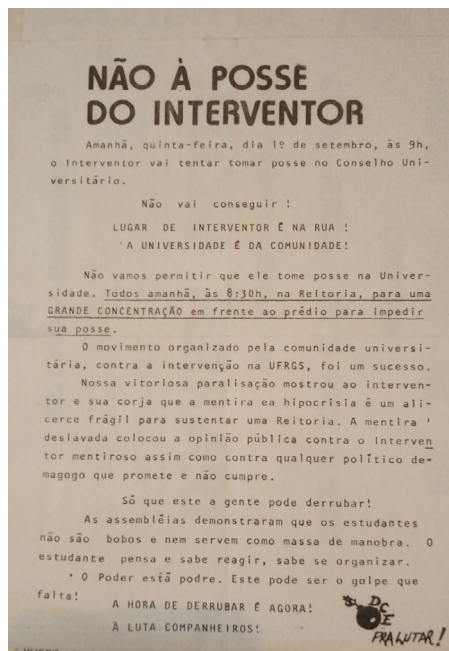 NÃO À POSSE
DO INTERVENTOR
Amanhã, quinta-feira, dia 1º de setembro, às 9h,
o Interventor vai tentar tomar posse no Conselho Uni-
versitário.
Não vai conseguir !
LUGAR DE INTERVENTOR É NA RUA !
'A UNIVERSIDADE É DA COMUNIDADE!
Não vamos permitir que ele tome posse na Univer-
sidade. Todos amanhã, às 8:30h, na Reitoria, para uma
GRANDE CONCENTRAÇÃO em frente ao prédio para impedir
sua posse.
O movimento organizado pela comunidade universi-
tária, contra a intervenção na UFRGS, foi um sucesso.
Nossa vitoriosa paralisação mostrou ao interven-
tor e sua corja que a mentira ea hipocrisia é um ali-
cerce frágil para sustentar uma Reitoria. A mentira '
deslavada colocou a opinião pública contra o Interven
tor mentiroso assim como contra qualquer político de-
magogo que promete e não cumpre.
Só que este a gente pode derrubar!
As assembléias demonstraram que os estudantes
não são bobos e nem servem como massa de manobra. O
estudante pensa e sabe reagir, sabe se organizar.
' O Poder está podre. Este pode ser o golpe que
falta!
A HORA DE DERRUBAR É AGORA!
À LUTA COMPANHEIROS!
DCE
PRA LUTAR!